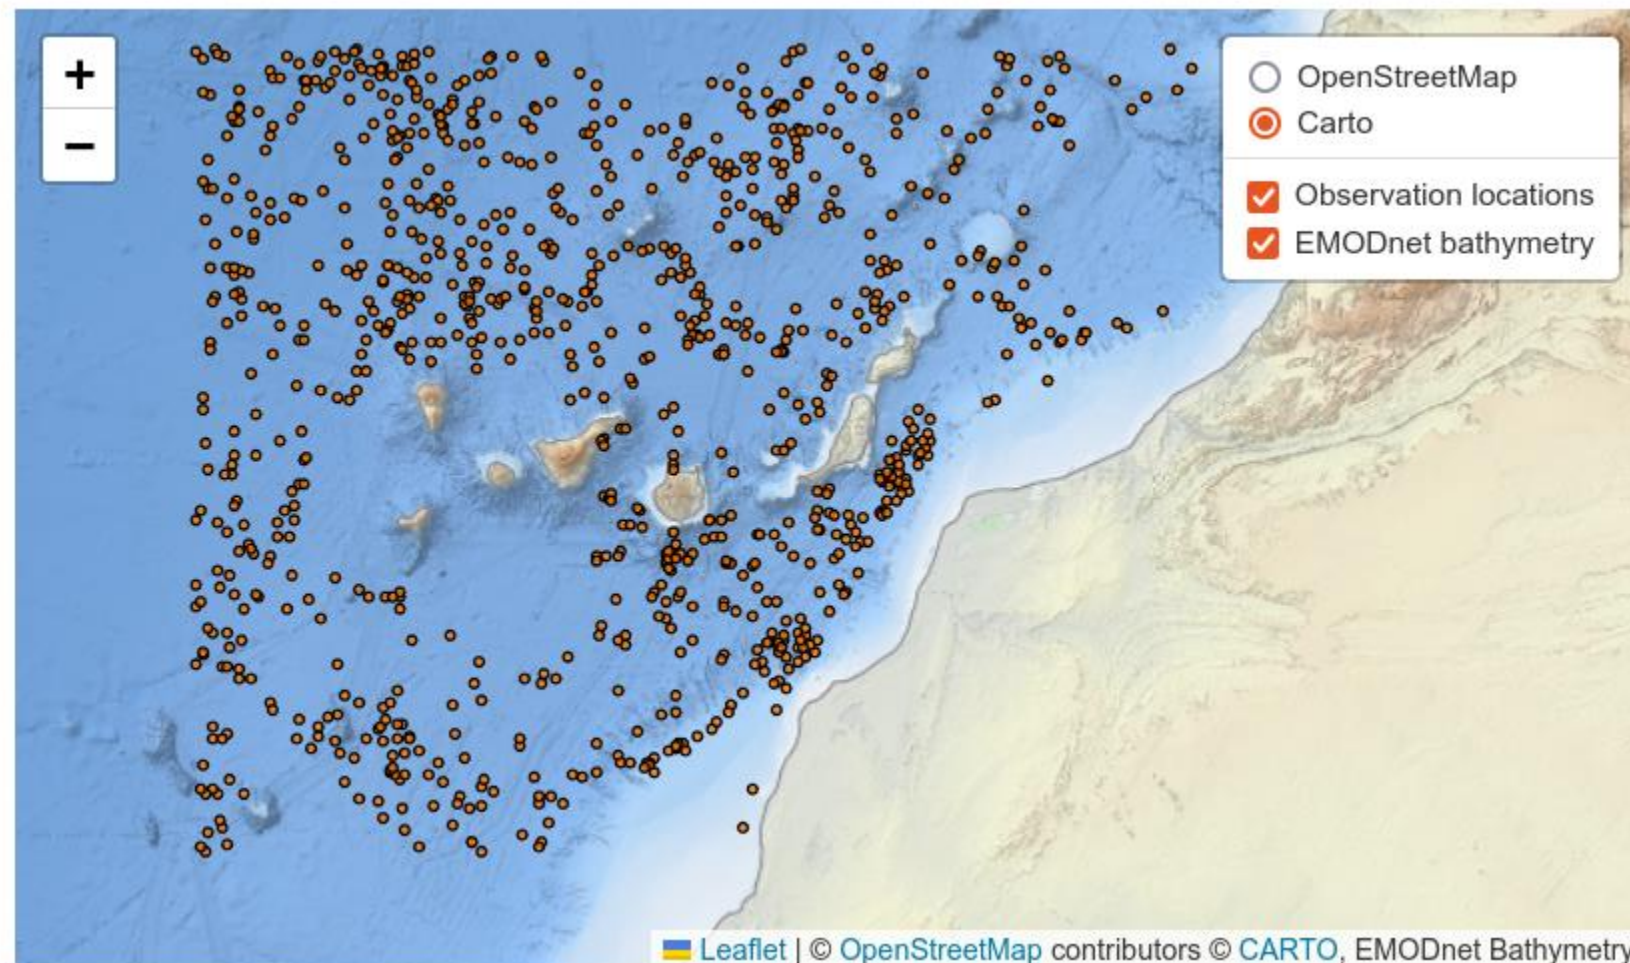 +
−
OpenStreetMap
Carto
Observation locations
EMODnet bathymetry
Leaflet | © OpenStreetMap contributors © CARTO, EMODnet Bathymetry